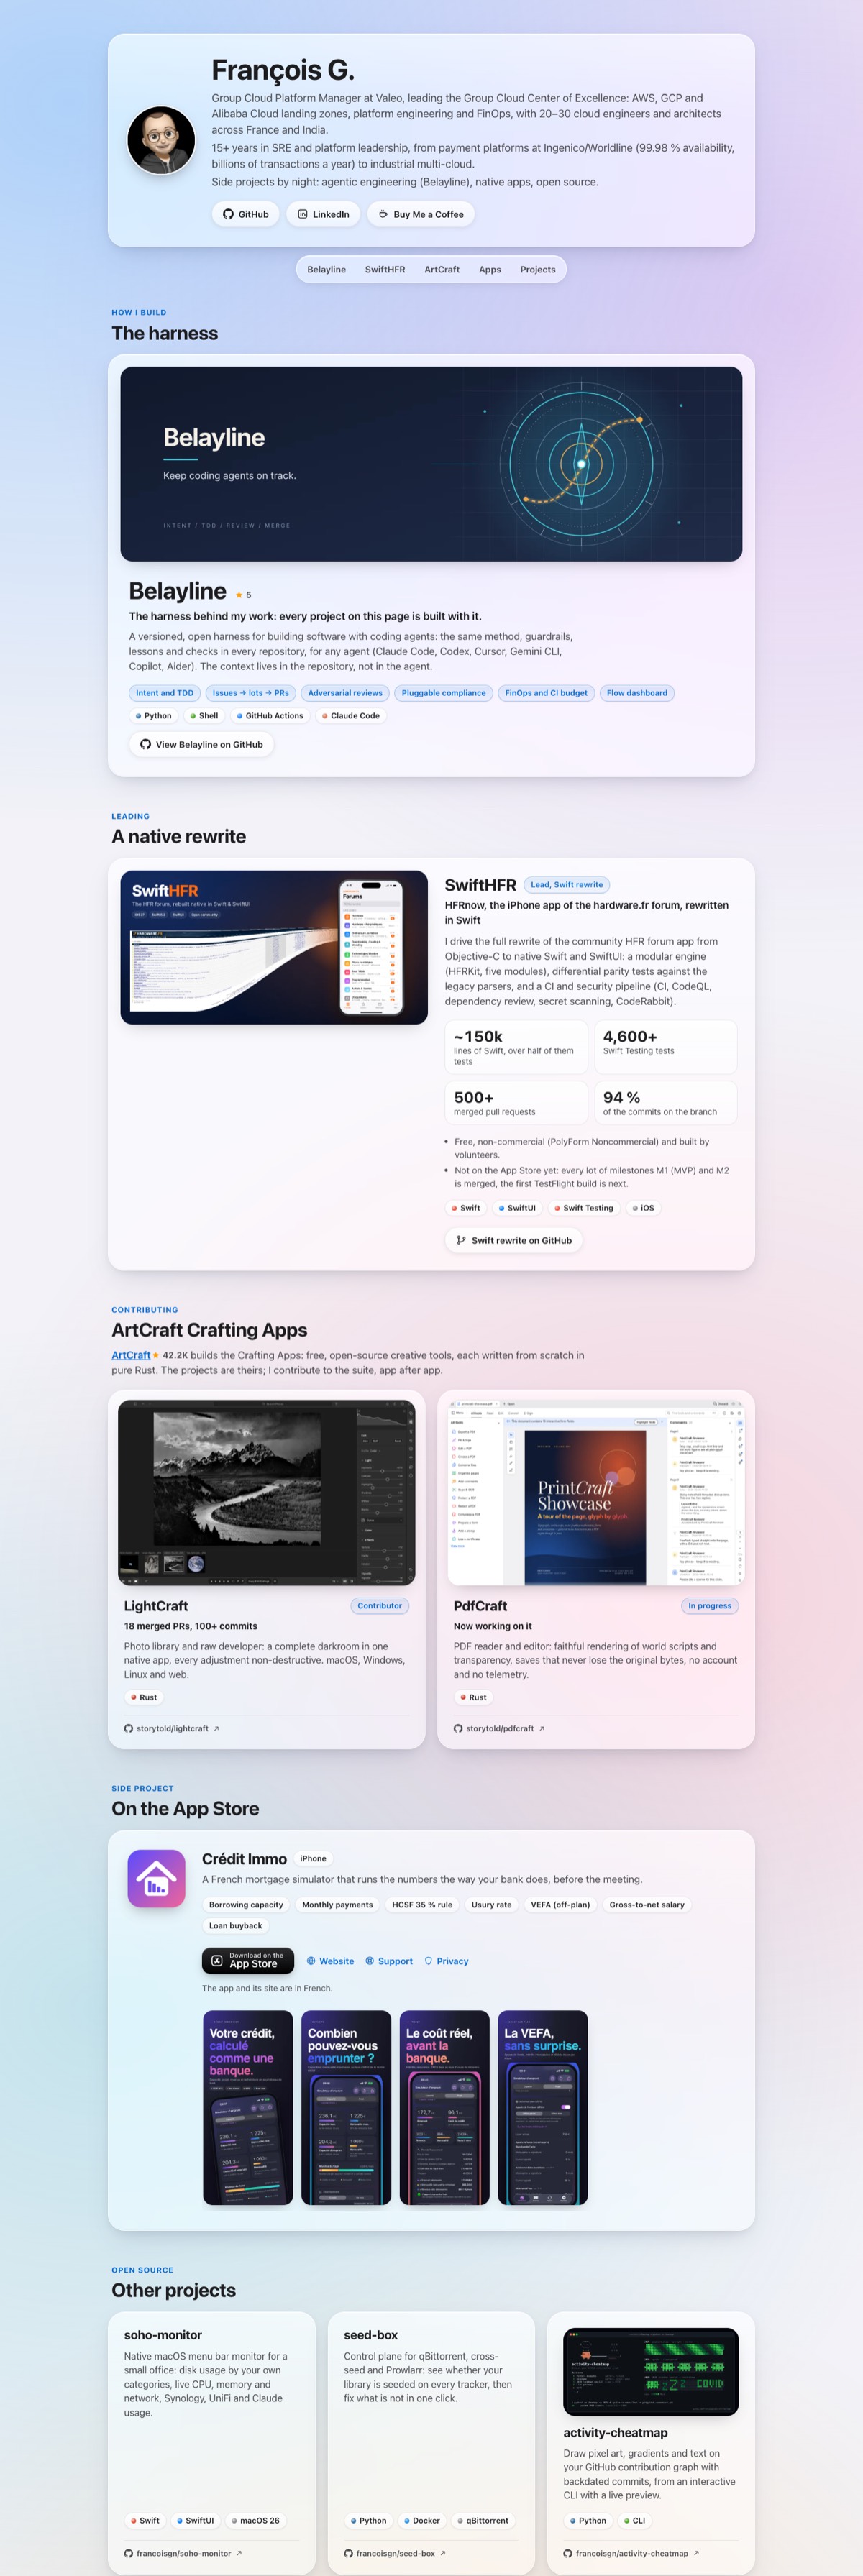 François G.
Group Cloud Platform Manager at Valeo, leading the Group Cloud Center of Excellence: AWS, GCP and
Alibaba Cloud landing zones, platform engineering and FinOps, with 20–30 cloud engineers and architects
across France and India.
15+ years in SRE and platform leadership, from payment platforms at Ingenico/Worldline (99.98 % availability,
billions of transactions a year) to industrial multi-cloud.
Side projects by night: agentic engineering (Belayline), native apps, open source.
GitHub LinkedIn Buy Me a Coffee
Belayline SwiftHFR ArtCraft Apps Projects
HOW I BUILD
The harness
Belayline
Keep coding agents on track.
INTENT / TDD / REVIEW / MERGE
Belayline 5
The harness behind my work: every project on this page is built with it.
A versioned, open harness for building software with coding agents: the same method, guardrails,
lessons and checks in every repository, for any agent (Claude Code, Codex, Cursor, Gemini CLI,
Copilot, Aider). The context lives in the repository, not in the agent.
Intent and TDD Issues → lots → PRs Adversarial reviews Pluggable compliance FinOps and CI budget Flow dashboard
Python Shell GitHub Actions Claude Code
View Belayline on GitHub
LEADING
A native rewrite
SwiftHFR
The HFR forum, rebuilt native in Swift & SwiftUI
Forums
SwiftHFR Lead, Swift rewrite
HFRnow, the iPhone app of the hardware.fr forum, rewritten
in Swift
I drive the full rewrite of the community HFR forum app from
Objective-C to native Swift and SwiftUI: a modular engine
(HFRKit, five modules), differential parity tests against the
legacy parsers, and a CI and security pipeline (CI, CodeQL,
dependency review, secret scanning, CodeRabbit).
~150k
lines of Swift, over half of them
tests
4,600+
Swift Testing tests
500+
merged pull requests
94 %
of the commits on the branch
Free, non-commercial (PolyForm Noncommercial) and built by
volunteers.
Not on the App Store yet: every lot of milestones M1 (MVP) and M2
is merged, the first TestFlight build is next.
Swift SwiftUI Swift Testing iOS
Swift rewrite on GitHub
CONTRIBUTING
ArtCraft Crafting Apps
ArtCraft 42.2K builds the Crafting Apps: free, open-source creative tools, each written from scratch in
pure Rust. The projects are theirs; I contribute to the suite, app after app.
PrintCraft
Showcase
A tour of the page, glyph by glyph.
LightCraft Contributor
18 merged PRs, 100+ commits
Photo library and raw developer: a complete darkroom in one
native app, every adjustment non-destructive. macOS, Windows,
Linux and web.
Rust
storytold/lightcraft ↗
PdfCraft In progress
Now working on it
PDF reader and editor: faithful rendering of world scripts and
transparency, saves that never lose the original bytes, no account
and no telemetry.
Rust
storytold/pdfcraft ↗
SIDE PROJECT
On the App Store
Crédit Immo iPhone
A French mortgage simulator that runs the numbers the way your bank does, before the meeting.
Borrowing capacity Monthly payments HCSF 35 % rule Usury rate VEFA (off-plan) Gross-to-net salary
Loan buyback
Download on the
App Store
Website Support Privacy
The app and its site are in French.
Votre crédit,
calculé
comme une
banque.
Combien
pouvez-vous
emprunter ?
Le coût réel,
avant la
banque.
La VEFA,
sans surprise.
OPEN SOURCE
Other projects
soho-monitor
Native macOS menu bar monitor for a
small office: disk usage by your own
categories, live CPU, memory and
network, Synology, UniFi and Claude
usage.
Swift SwiftUI macOS 26
francoisgn/soho-monitor ↗
seed-box
Control plane for qBittorrent, cross-
seed and Prowlarr: see whether your
library is seeded on every tracker, then
fix what is not in one click.
Python Docker qBittorrent
francoisgn/seed-box ↗
COVID
activity-cheatmap
Draw pixel art, gradients and text on
your GitHub contribution graph with
backdated commits, from an interactive
CLI with a live preview.
Python CLI
francoisgn/activity-cheatmap ↗